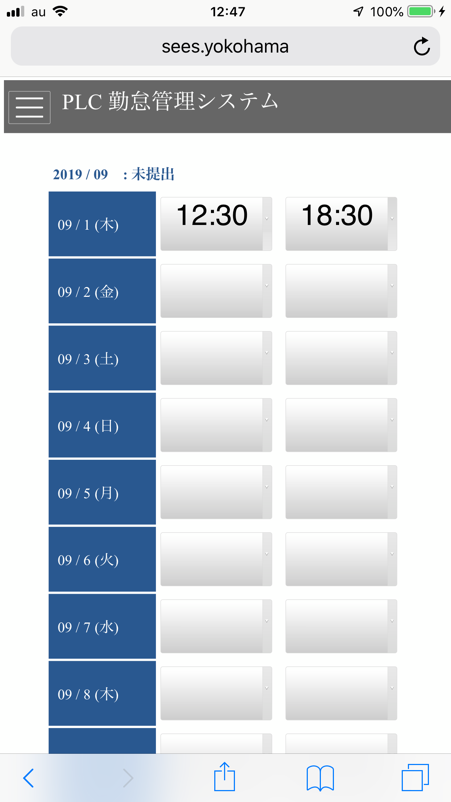 au 12:47 100%
sees.yokohama
PLC 勤怠管理システム
2019 / 09 : 未提出
09 / 1 (木) 12:30 18:30
09 / 2 (金)
09 / 3 (土)
09 / 4 (日)
09 / 5 (月)
09 / 6 (火)
09 / 7 (水)
09 / 8 (木)